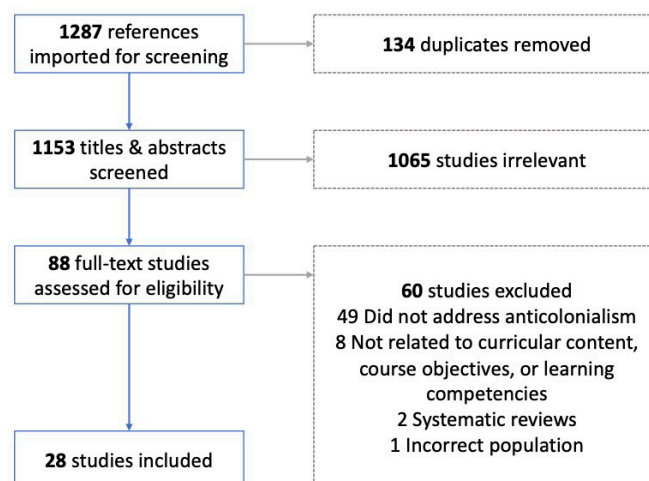 1287 references
imported for screening
134 duplicates removed
1153 titles & abstracts
screened
1065 studies irrelevant
88 full-text studies
assessed for eligibility
60 studies excluded
49 Did not address anticolonialism
8 Not related to curricular content,
course objectives, or learning
competencies
2 Systematic reviews
1 Incorrect population
28 studies included